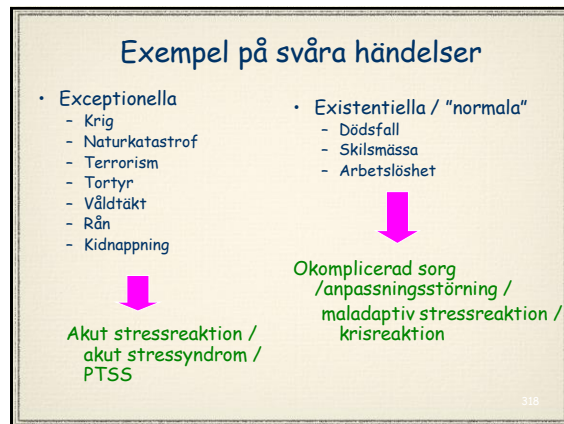 Exempel på svåra händelser
• Exceptionella
– Krig
– Naturkatastrof
– Terrorism
– Tortyr
– Våldtäkt
– Rån
– Kidnappning
Akut stressreaktion /
akut stressyndrom /
PTSS
• Existentiella / ”normala”
– Dödsfall
– Skilsmässa
– Arbetslöshet
Okomplicerad sorg
/anpassningsstörning /
maladaptiv stressreaktion /
krisreaktion
318